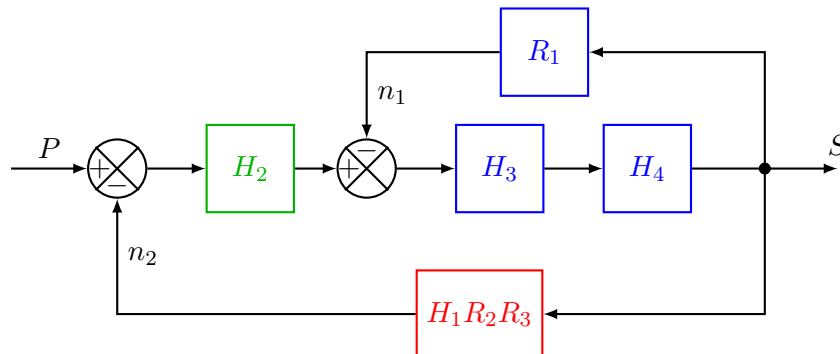 R₁
n₁
P
+
−
H₂
+
−
H₃
H₄
S
n₂
H₁R₂R₃